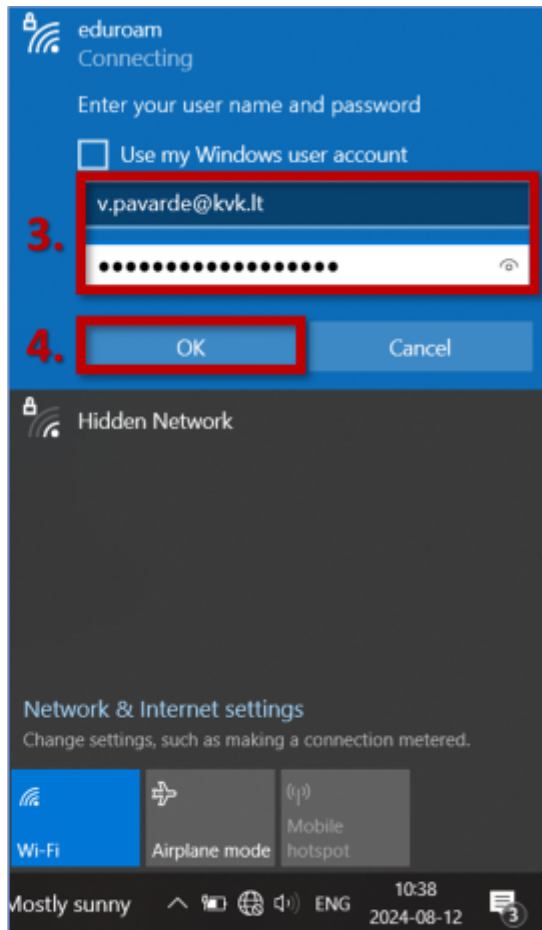 eduroam
Connecting
Enter your user name and password
Use my Windows user account
3.
v.pavarde@kvk.lt
••••••••••••••••••
4.
OK
Cancel
Hidden Network
Network & Internet settings
Change settings, such as making a connection metered.
Wi-Fi
Airplane mode
Mobile
hotspot
Mostly sunny
ENG
10:38
2024-08-12
3